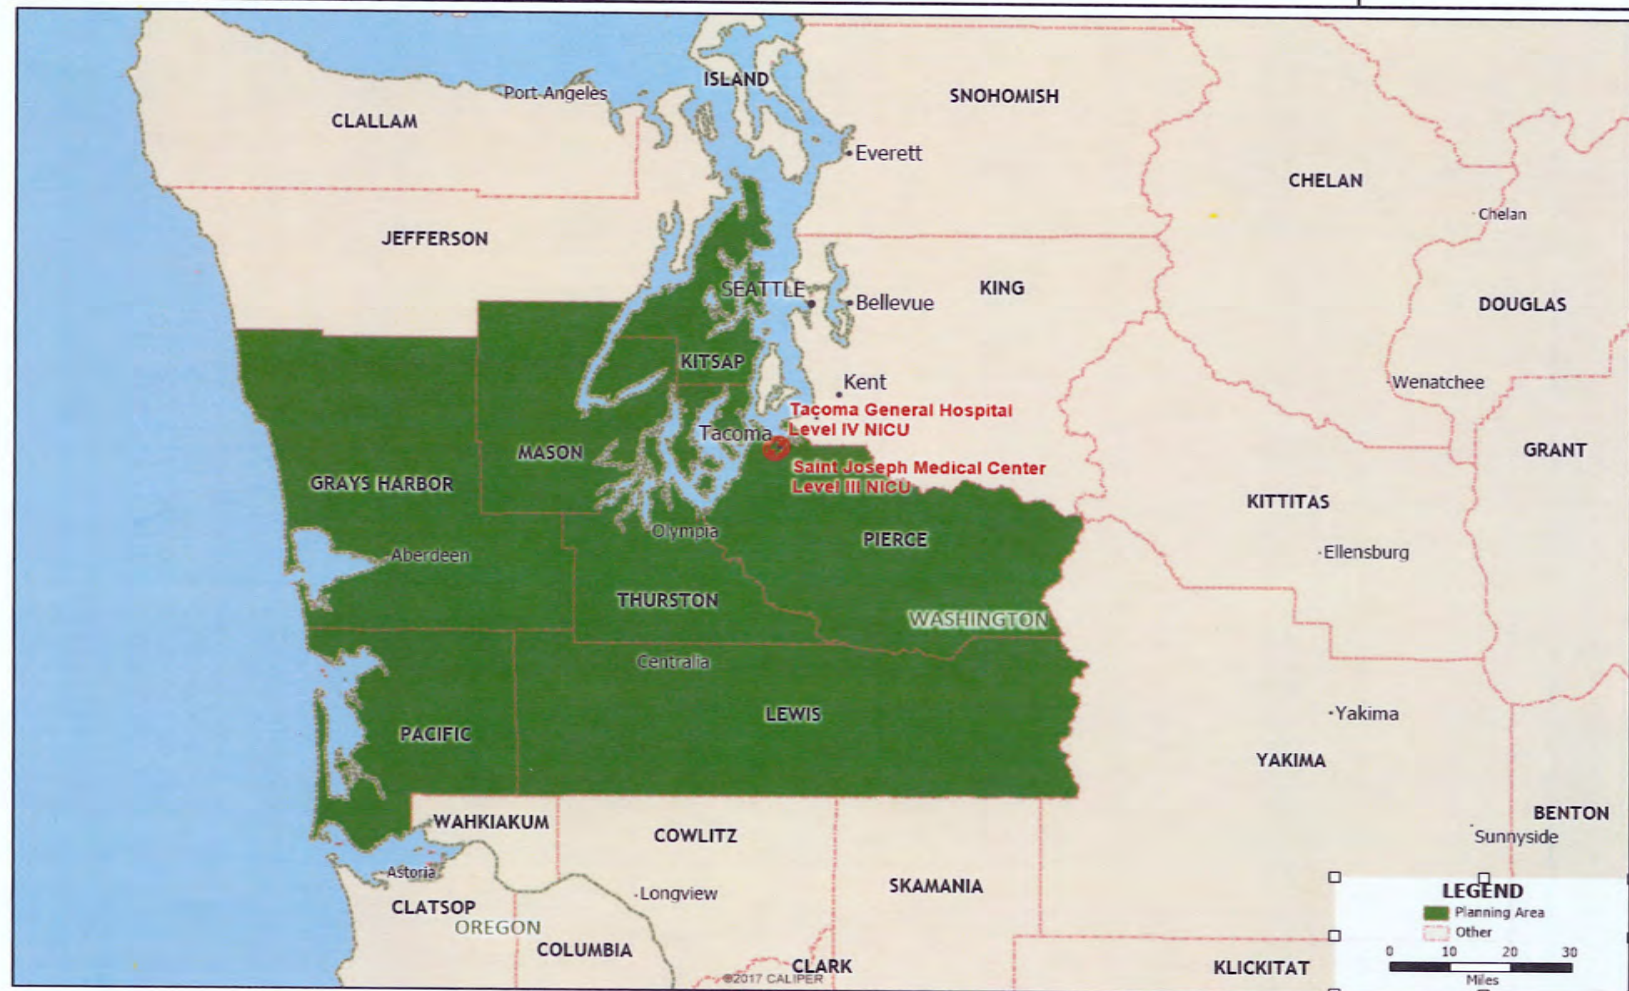 ISLAND
SNOHOMISH
Port Angeles
CLALLAM
Everett
CHELAN
Chelan
JEFFERSON
SEATTLE
Bellevue
KING
DOUGLAS
KITSAP
Kent
Wenatchee
Tacoma General Hospital
Level IV NICU
Tacoma
MASON
GRANT
Saint Joseph Medical Center
Level III NICU
GRAYS HARBOR
KITTITAS
Olympia
PIERCE
Aberdeen
Ellensburg
THURSTON
WASHINGTON
Centralia
LEWIS
Yakima
PACIFIC
YAKIMA
WAHKIAKUM
COWLITZ
BENTON
Sunnyside
Astoria
SKAMANIA
Longview
CLATSOP
OREGON
COLUMBIA
CLARK
KLICKITAT
©2017 CALIPER
LEGEND
Planning Area
Other
0 10 20 30
Miles